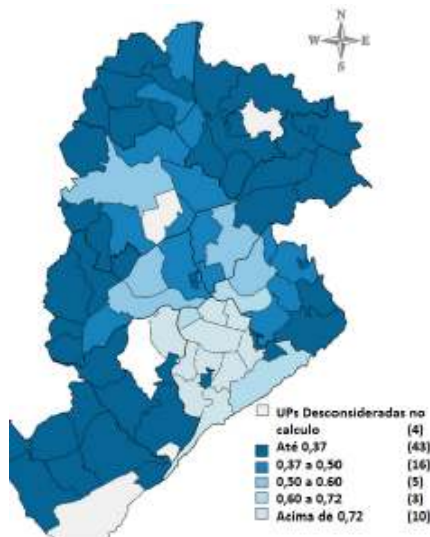 N
W E
S
UPs Desconsideradas no
calculo (4)
Até 0,37 (43)
0,37 a 0,50 (16)
0,50 a 0.60 (5)
0,60 a 0,72 (3)
Acima de 0,72 (10)